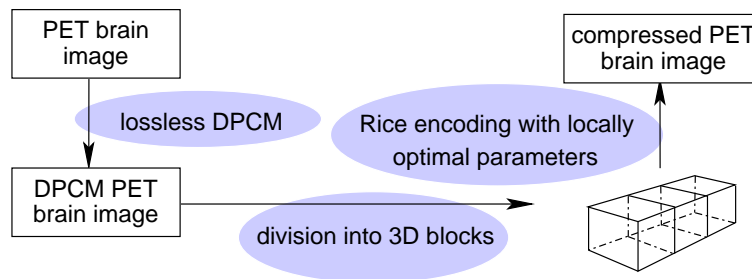 PET brain
image
lossless DPCM
DPCM PET
brain image
division into 3D blocks
Rice encoding with locally
optimal parameters
compressed PET
brain image